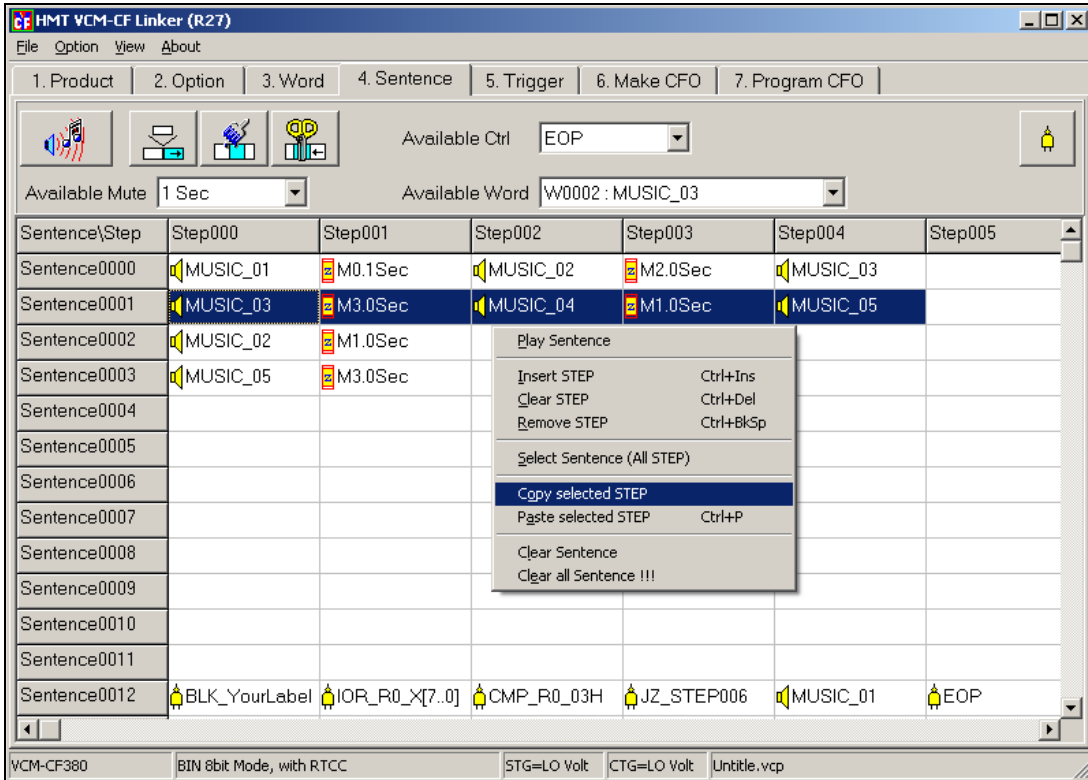 HMT VCM-CF Linker (R27)
File Option View About
1. Product 2. Option 3. Word 4. Sentence 5. Trigger 6. Make CFO 7. Program CFO
Available Ctrl EOP
Available Mute 1 Sec Available Word W0002 : MUSIC_03
Sentence\Step Step000 Step001 Step002 Step003 Step004 Step005
Sentence0000 MUSIC_01 M0.1Sec MUSIC_02 M2.0Sec MUSIC_03
Sentence0001 MUSIC_03 M3.0Sec MUSIC_04 M1.0Sec MUSIC_05
Sentence0002 MUSIC_02 M1.0Sec
Sentence0003 MUSIC_05 M3.0Sec
Sentence0004
Sentence0005
Sentence0006
Sentence0007
Sentence0008
Sentence0009
Sentence0010
Sentence0011
Sentence0012 BLK_YourLabel IOR_R0_X[7..0] CMP_R0_03H JZ_STEP006 MUSIC_01 EOP
Play Sentence
Insert STEP Ctrl+Ins
Clear STEP Ctrl+Del
Remove STEP Ctrl+BkSp
Select Sentence (All STEP)
Copy selected STEP
Paste selected STEP Ctrl+P
Clear Sentence
Clear all Sentence !!!
VCM-CF380 BIN 8bit Mode, with RTCC STG=LO Volt CTG=LO Volt Untitle.vcp